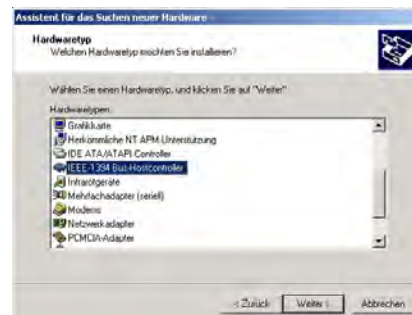 Assistent für das Suchen neuer Hardware
Hardwaretyp
Welchen Hardwaretyp möchten Sie installieren?
Wählen Sie einen Hardwaretyp, und klicken Sie auf "Weiter"
Hardwaretypen:
Grafikkarte
Herkömmliche NT APM-Unterstützung
IDE ATA/ATAPI Controller
IEEE-1394 Bus-Hostcontroller
Infrarotgeräte
Mehrfachadapter (seriell)
Modems
Netzwerkadapter
PCMCIA-Adapter
< Zurück Weiter > Abbrechen